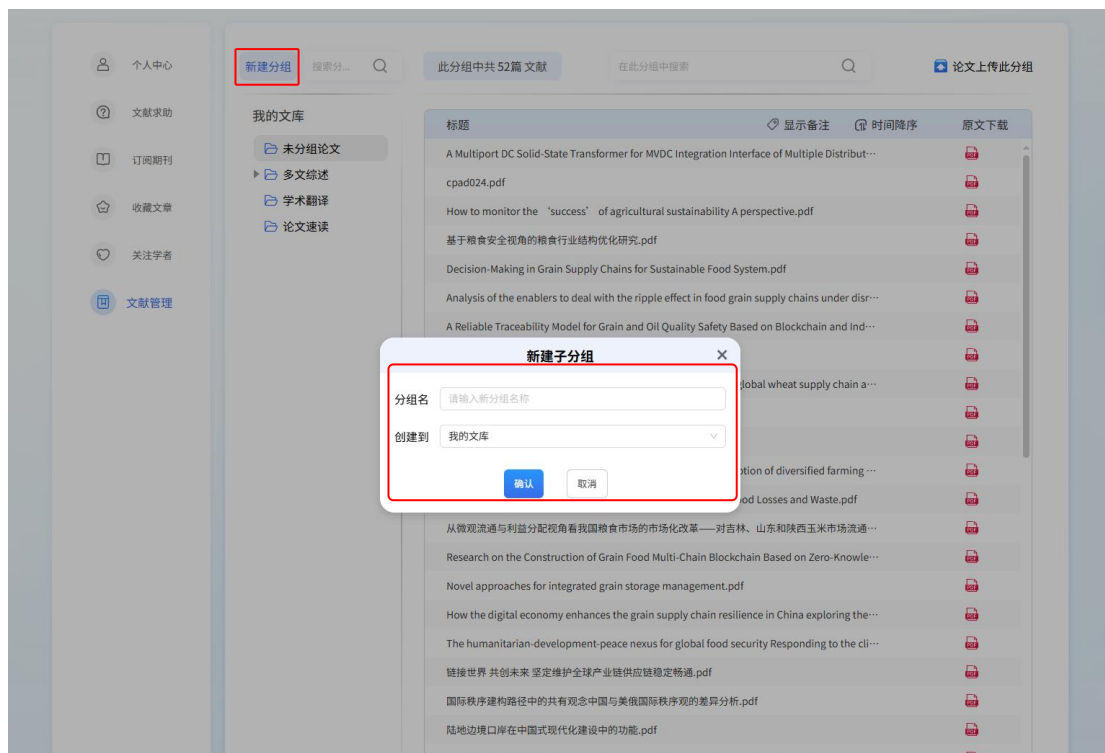 个人中心
文献求助
订阅期刊
收藏文章
关注学者
文献管理
新建分组
搜索分...
此分组中共 52篇 文献
在此分组中搜索
论文上传此分组
我的文库
未分组论文
多文综述
学术翻译
论文速读
标题 显示备注 时间降序 原文下载
A Multiport DC Solid-State Transformer for MVDC Integration Interface of Multiple Distribut···
cpad024.pdf
How to monitor the ‘success’ of agricultural sustainability A perspective.pdf
基于粮食安全视角的粮食行业结构优化研究.pdf
Decision-Making in Grain Supply Chains for Sustainable Food System.pdf
Analysis of the enablers to deal with the ripple effect in food grain supply chains under disr···
A Reliable Traceability Model for Grain and Oil Quality Safety Based on Blockchain and Ind···
global wheat supply chain a···
ption of diversified farming ···
od Losses and Waste.pdf
从微观流通与利益分配视角看我国粮食市场的市场化改革——对吉林、山东和陕西玉米市场流通···
Research on the Construction of Grain Food Multi-Chain Blockchain Based on Zero-Knowle···
Novel approaches for integrated grain storage management.pdf
How the digital economy enhances the grain supply chain resilience in China exploring the···
The humanitarian-development-peace nexus for global food security Responding to the cli···
链接世界 共创未来 坚定维护全球产业链供应链稳定畅通.pdf
国际秩序建构路径中的共有观念中国与美俄国际秩序观的差异分析.pdf
陆地边境口岸在中国式现代化建设中的功能.pdf
新建子分组
分组名 请输入新分组名称
创建到 我的文库
确认 取消